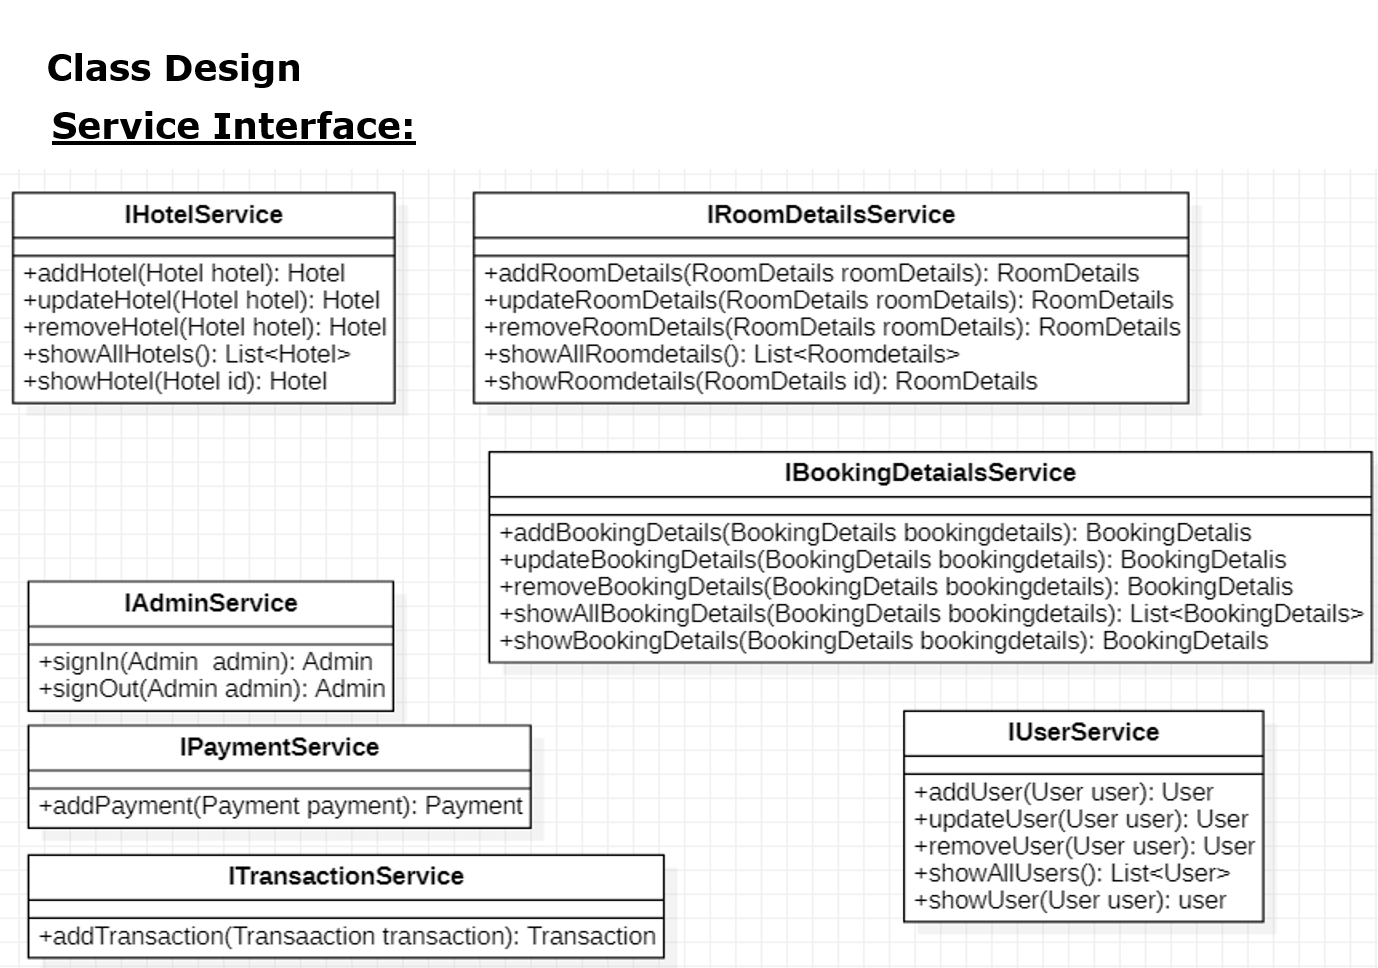 Class Design
Service Interface:
IHotelService
+addHotel(Hotel hotel): Hotel
+updateHotel(Hotel hotel): Hotel
+removeHotel(Hotel hotel): Hotel
+showAllHotels(): List<Hotel>
+showHotel(Hotel id): Hotel
IRoomDetailsService
+addRoomDetails(RoomDetails roomDetails): RoomDetails
+updateRoomDetails(RoomDetails roomDetails): RoomDetails
+removeRoomDetails(RoomDetails roomDetails): RoomDetails
+showAllRoomdetails(): List<Roomdetails>
+showRoomdetails(RoomDetails id): RoomDetails
IBookingDetaialsService
+addBookingDetails(BookingDetails bookingdetails): BookingDetalis
+updateBookingDetails(BookingDetails bookingdetails): BookingDetalis
+removeBookingDetails(BookingDetails bookingdetails): BookingDetalis
+showAllBookingDetails(BookingDetails bookingdetails): List<BookingDetails>
+showBookingDetails(BookingDetails bookingdetails): BookingDetails
IAdminService
+signIn(Admin  admin): Admin
+signOut(Admin admin): Admin
IPaymentService
+addPayment(Payment payment): Payment
ITransactionService
+addTransaction(Transaaction transaction): Transaction
IUserService
+addUser(User user): User
+updateUser(User user): User
+removeUser(User user): User
+showAllUsers(): List<User>
+showUser(User user): user